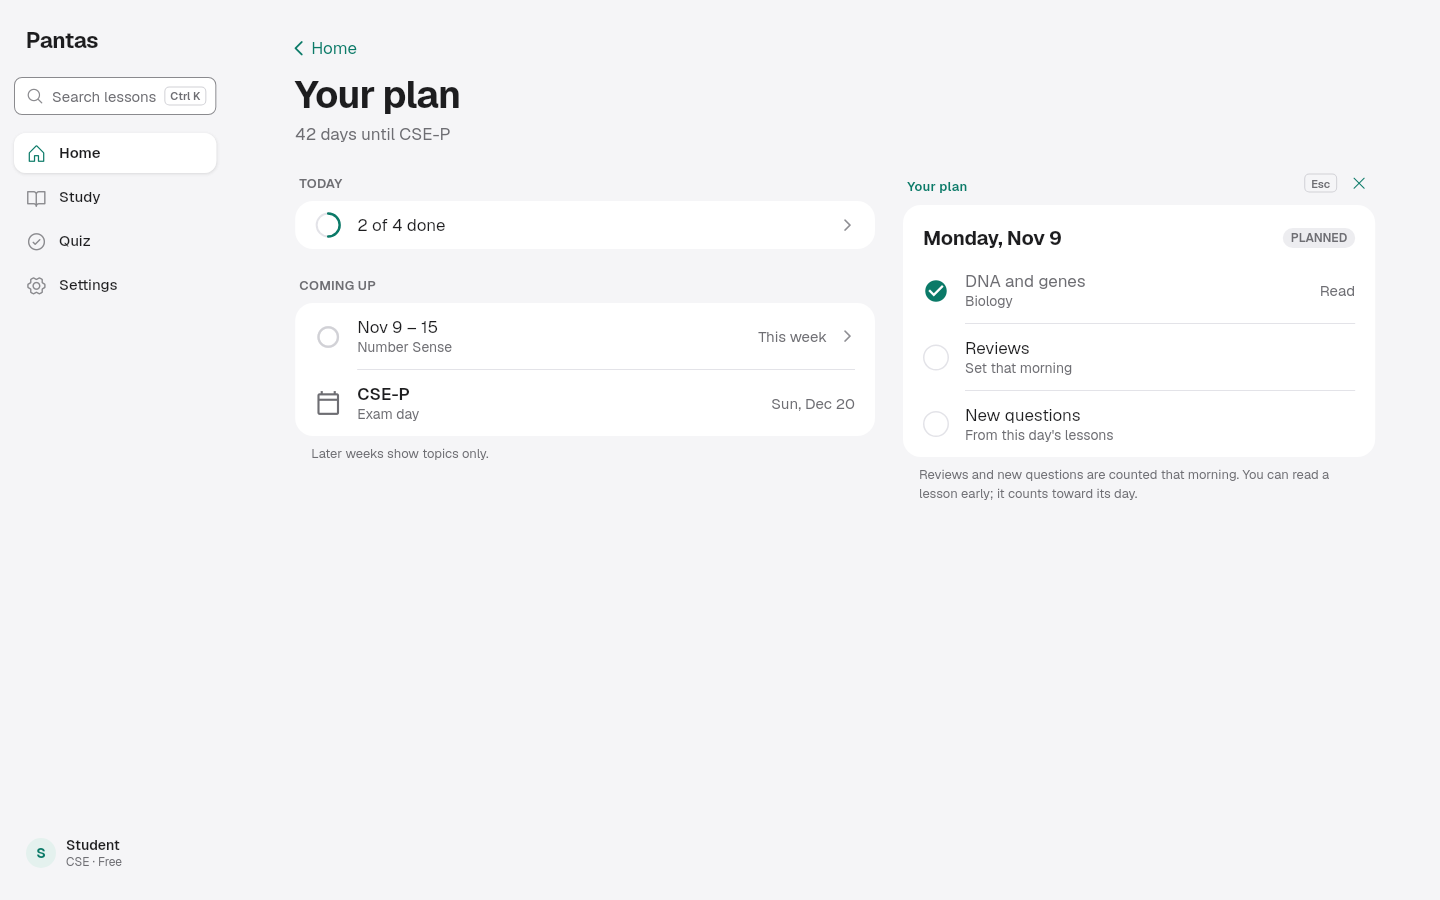 Pantas
Search lessons
Ctrl K
Home
Study
Quiz
Settings
Student
S
CSE · Free
Home
Your plan
42 days until CSE-P
TODAY
2 of 4 done
COMING UP
Nov 9 – 15
Number Sense
This week
CSE-P
Exam day
Sun, Dec 20
Later weeks show topics only.
Your plan
Esc
Monday, Nov 9
PLANNED
DNA and genes
Biology
Read
Reviews
Set that morning
New questions
From this day's lessons
Reviews and new questions are counted that morning. You can read a
lesson early; it counts toward its day.